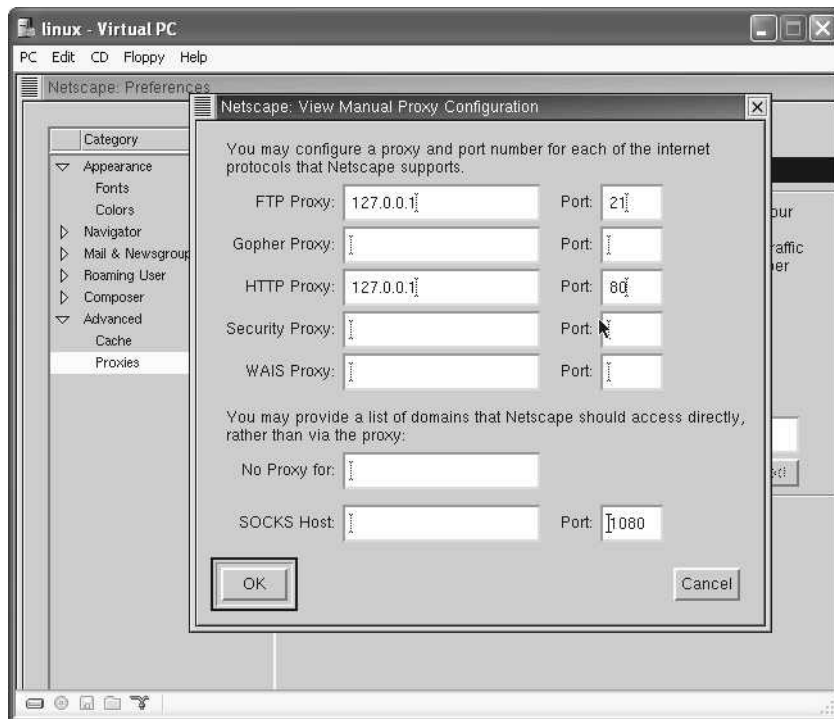 linux - Virtual PC
PC Edit CD Floppy Help
Netscape: Preferences
Netscape: View Manual Proxy Configuration
Category
Appearance
Fonts
Colors
Navigator
Mail & Newsgroup
Roaming User
Composer
Advanced
Cache
Proxies
You may configure a proxy and port number for each of the internet
protocols that Netscape supports.
FTP Proxy: 127.0.0.1 Port: 21
Gopher Proxy: Port:
HTTP Proxy: 127.0.0.1 Port: 80
Security Proxy: Port:
WAIS Proxy: Port:
You may provide a list of domains that Netscape should access directly,
rather than via the proxy:
No Proxy for:
SOCKS Host: Port: 1080
OK Cancel